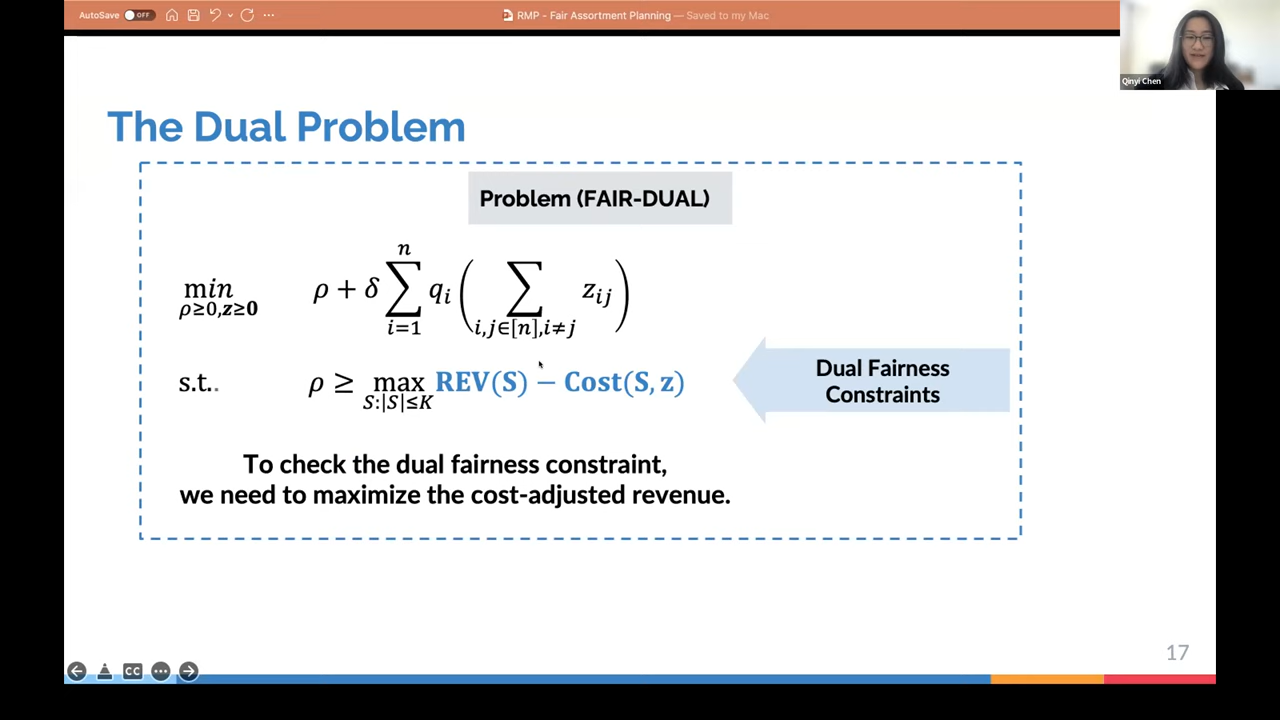 AutoSave OFF
RMP - Fair Assortment Planning — Saved to my Mac
Qinyi Chen
The Dual Problem
Problem (FAIR-DUAL)
min ρ≥0,z≥0 ρ + δ ∑ i=1 n q_i ( ∑ i,j∈[n],i≠j z_ij )
s.t.. ρ ≥ max S:|S|≤K REV(S) − Cost(S, z)
Dual Fairness
Constraints
To check the dual fairness constraint,
we need to maximize the cost-adjusted revenue.
17
CC